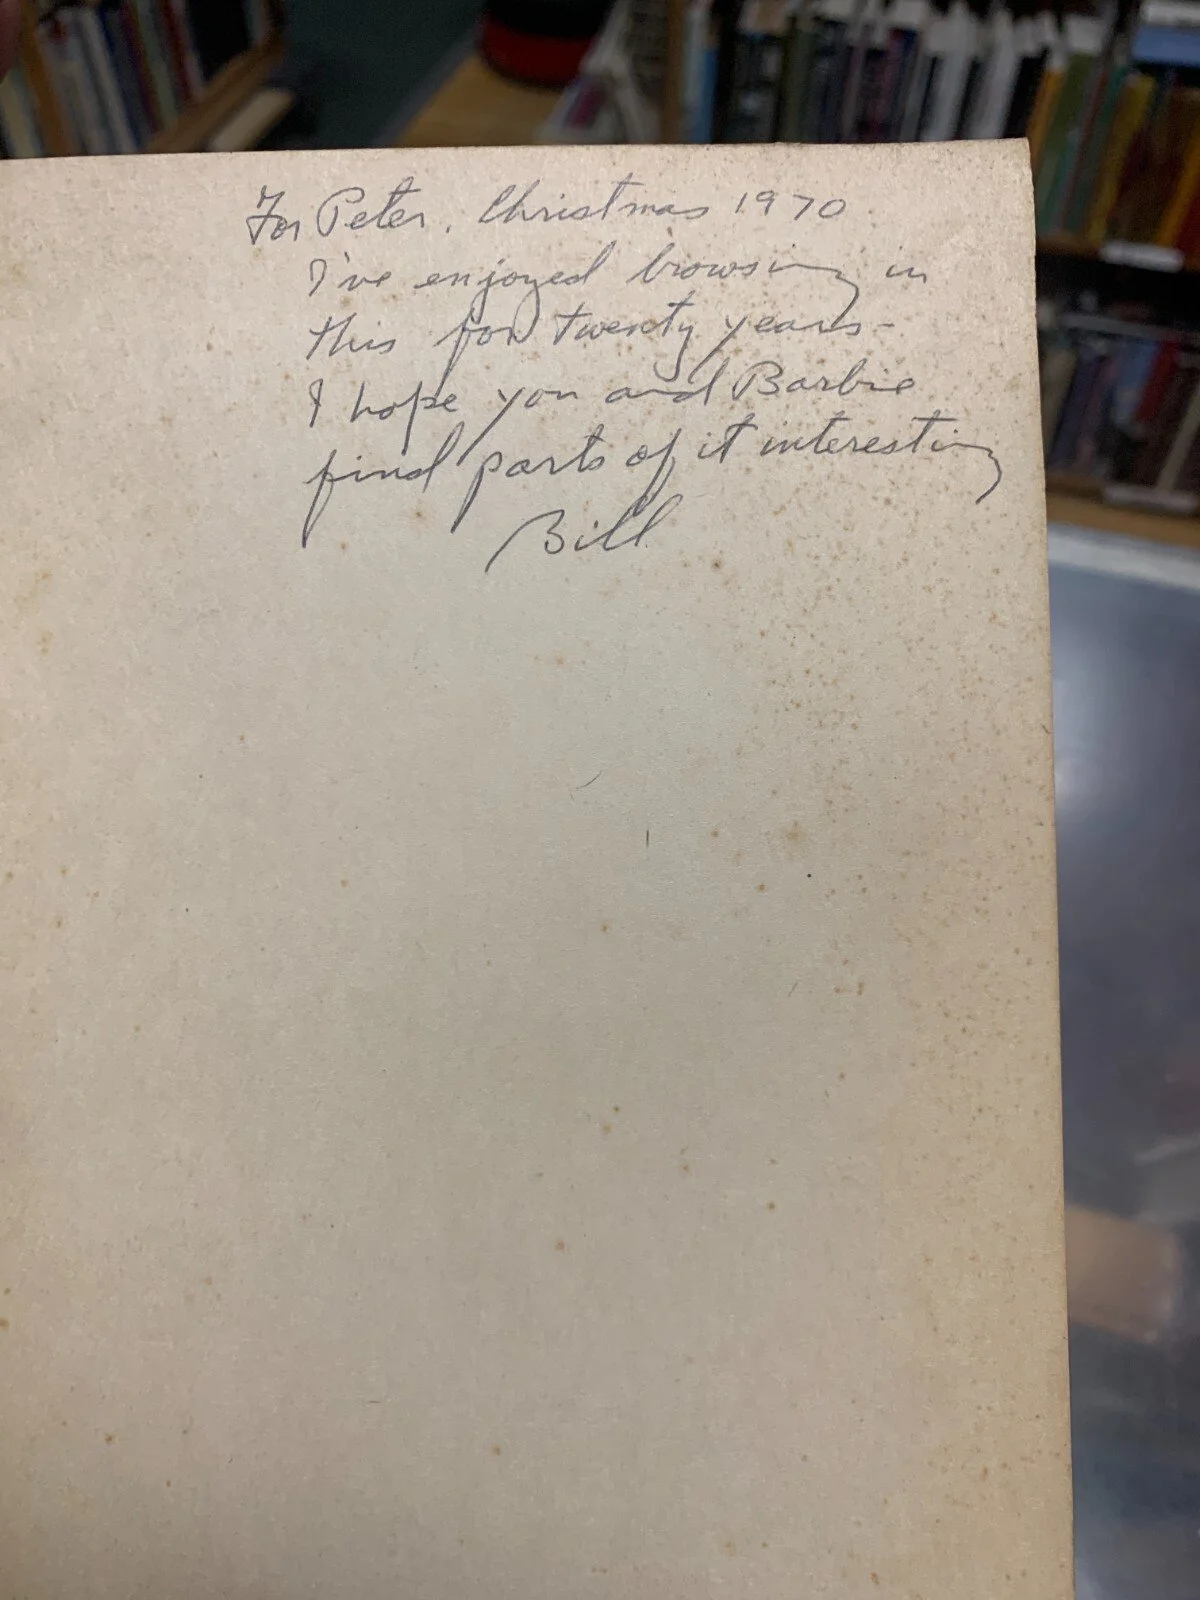 For Peter, Christmas 1970
I've enjoyed browsing in
this for twenty years-
I hope you and Barbie
find parts of it interesting
Bill